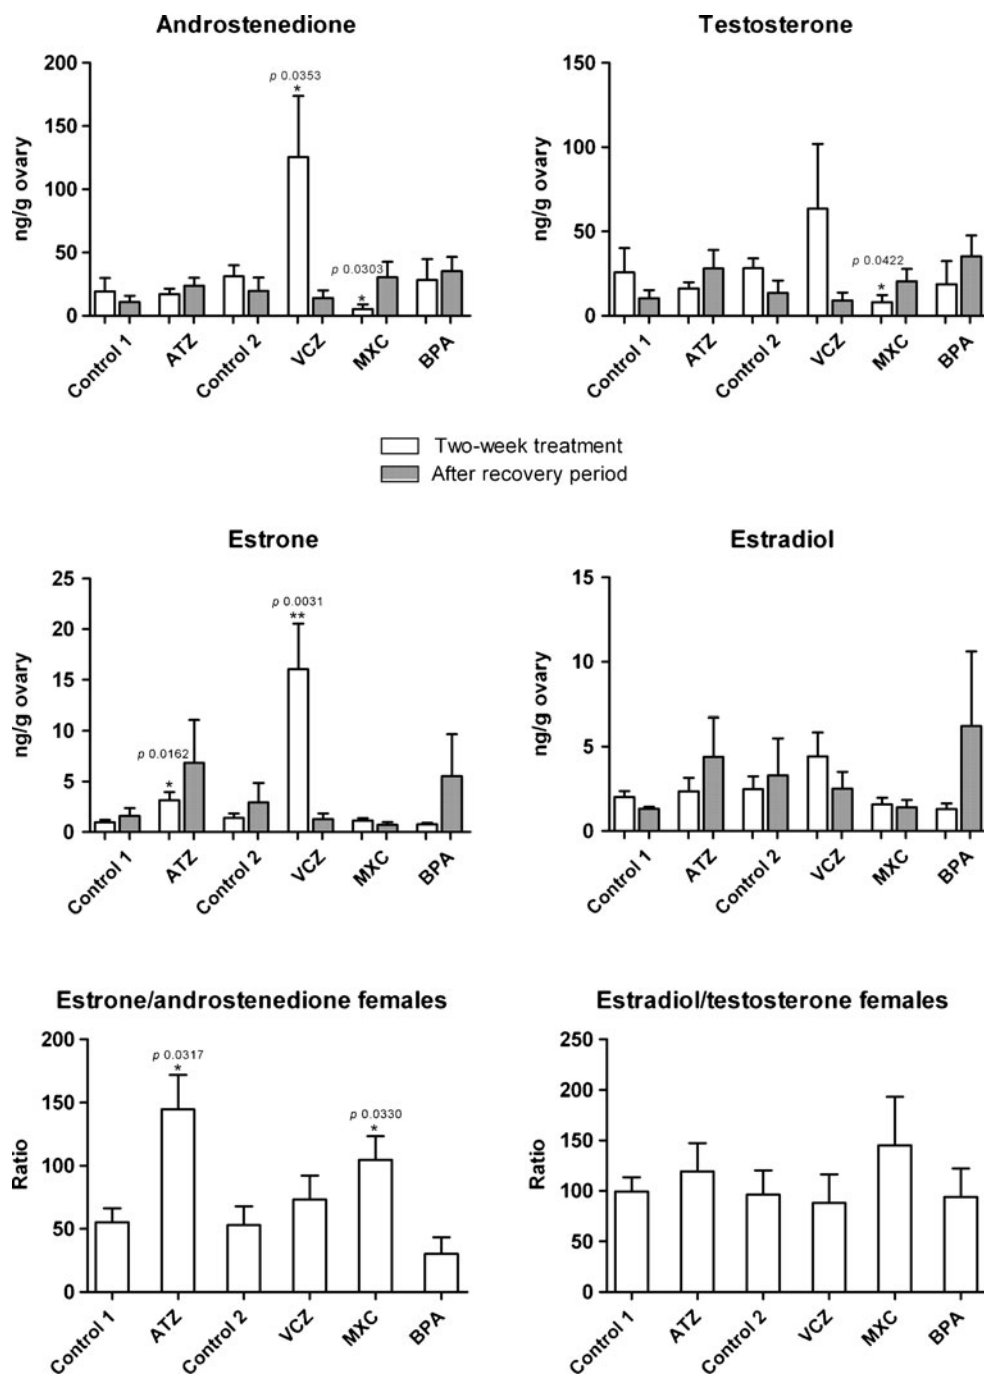 Androstenedione
200
150
100
50
0
ng/g ovary
p 0.0353
*
p 0.0303
*
Control 1
ATZ
Control 2
VCZ
MXC
BPA
Testosterone
150
100
50
0
ng/g ovary
p 0.0422
*
Control 1
ATZ
Control 2
VCZ
MXC
BPA
Two-week treatment
After recovery period
Estrone
25
20
15
10
5
0
ng/g ovary
p 0.0162
*
p 0.0031
**
Control 1
ATZ
Control 2
VCZ
MXC
BPA
Estradiol
15
10
5
0
ng/g ovary
Control 1
ATZ
Control 2
VCZ
MXC
BPA
Estrone/androstenedione females
200
150
100
50
0
Ratio
p 0.0317
*
p 0.0330
*
Control 1
ATZ
Control 2
VCZ
MXC
BPA
Estradiol/testosterone females
250
200
150
100
50
0
Ratio
Control 1
ATZ
Control 2
VCZ
MXC
BPA